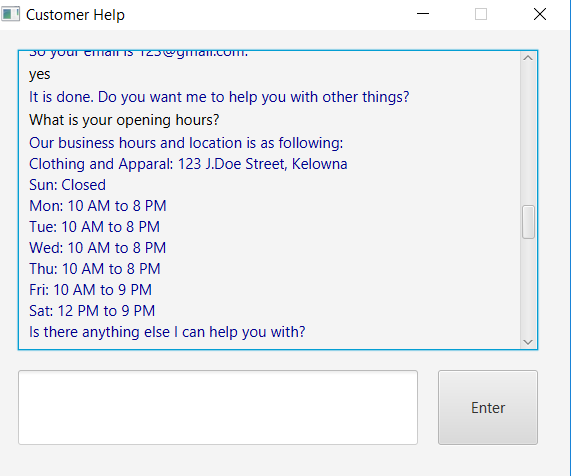 Customer Help
So your email is 123@gmail.com.
yes
It is done. Do you want me to help you with other things?
What is your opening hours?
Our business hours and location is as following:
Clothing and Apparal: 123 J.Doe Street, Kelowna
Sun: Closed
Mon: 10 AM to 8 PM
Tue: 10 AM to 8 PM
Wed: 10 AM to 8 PM
Thu: 10 AM to 8 PM
Fri: 10 AM to 9 PM
Sat: 12 PM to 9 PM
Is there anything else I can help you with?
Enter